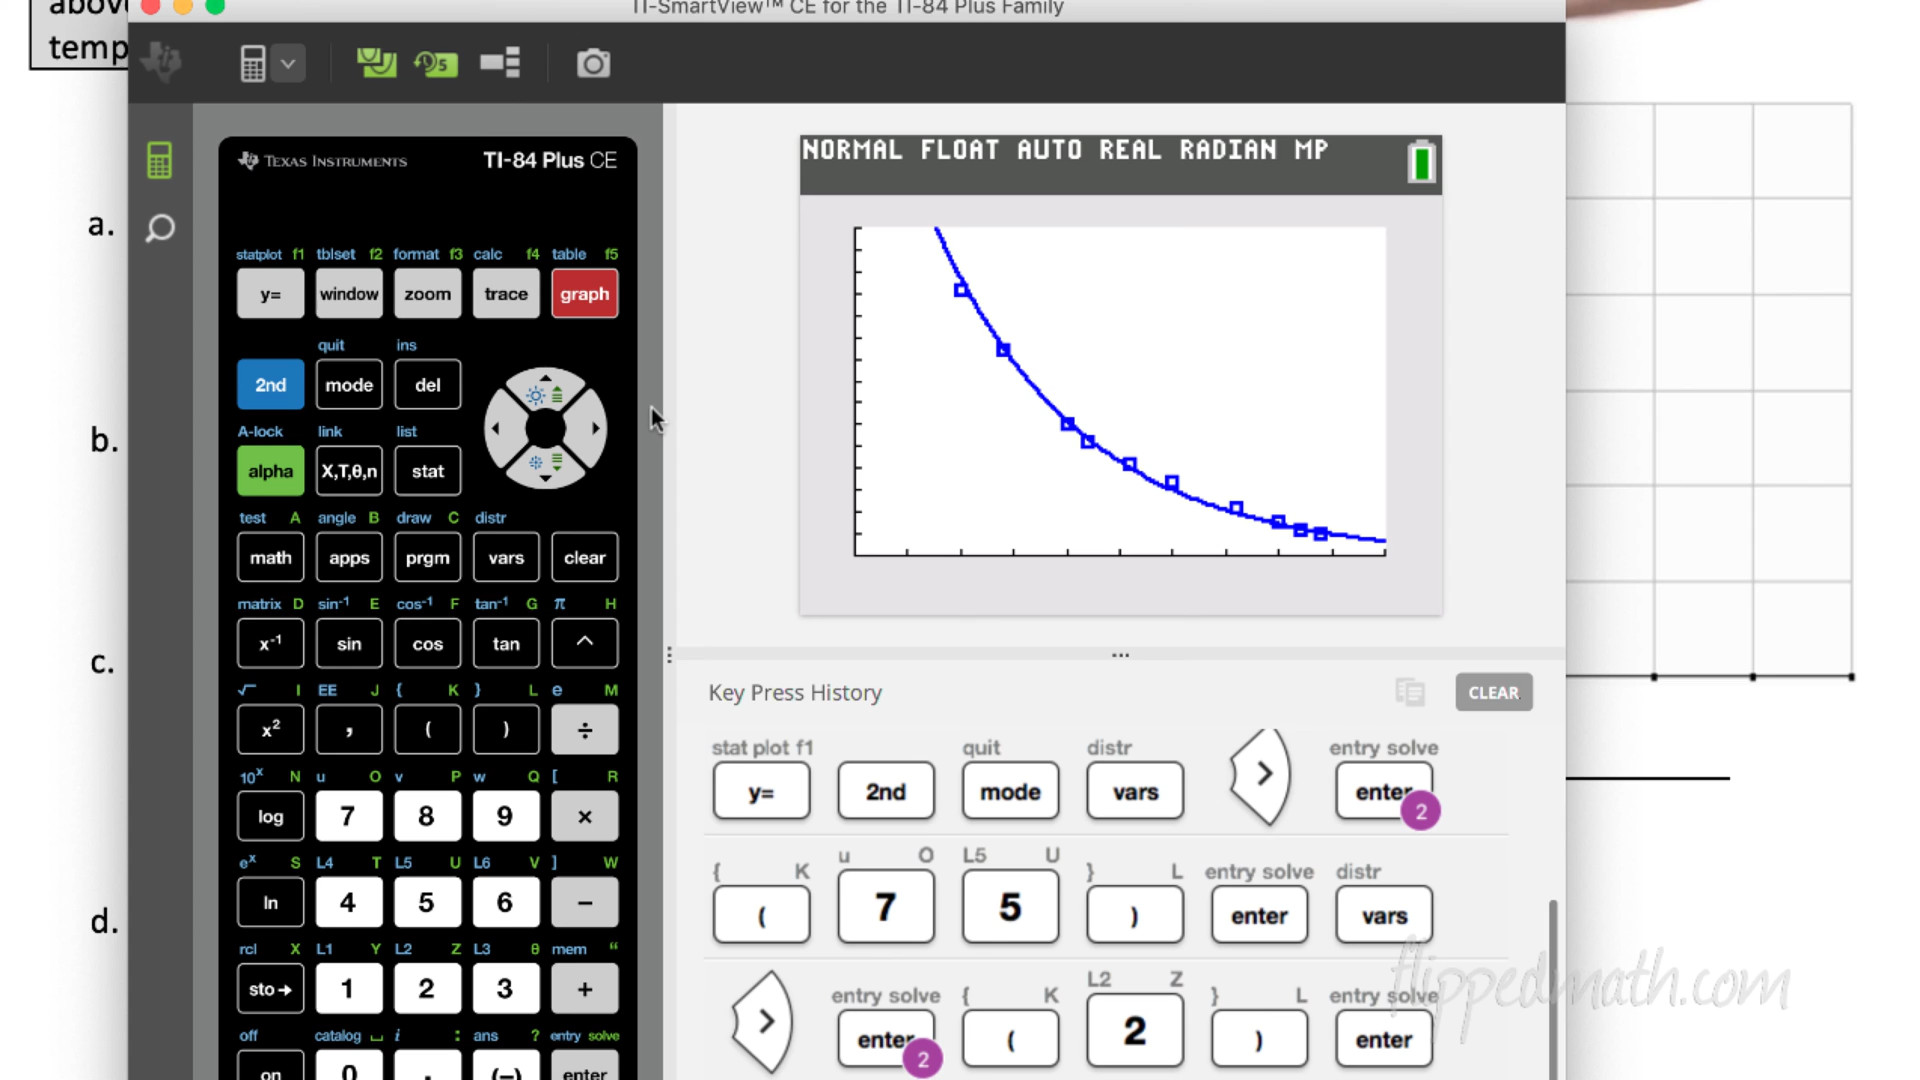 above
temp
TI-SmartView™ CE for the TI-84 Plus Family
TEXAS INSTRUMENTS TI-84 Plus CE
NORMAL FLOAT AUTO REAL RADIAN MP
a.
b.
c.
d.
statplot f1 tblset f2 format f3 calc f4 table f5
y= window zoom trace graph
quit ins
2nd mode del
A-lock link list
alpha X,T,θ,n stat
test A angle B draw C distr
math apps prgm vars clear
matrix D sin⁻¹ E cos⁻¹ F tan⁻¹ G π H
x⁻¹ sin cos tan ^
√ I EE J { K } L e M
x² , ( ) ÷
10ˣ N u O v P w Q [ R
log 7 8 9 ×
eˣ S L4 T L5 U L6 V ] W
ln 4 5 6 −
rcl X L1 Y L2 Z L3 θ mem "
sto→ 1 2 3 +
off catalog ⎵ i : ans ? entry solve
on 0 . (−) enter
Key Press History CLEAR
stat plot f1 quit distr entry solve
y= 2nd mode vars > enter 2
{ K u O L5 U } L entry solve distr
( 7 5 ) enter vars
entry solve { K L2 Z } L entry solve
> enter 2 ( 2 ) enter
flippedmath.com